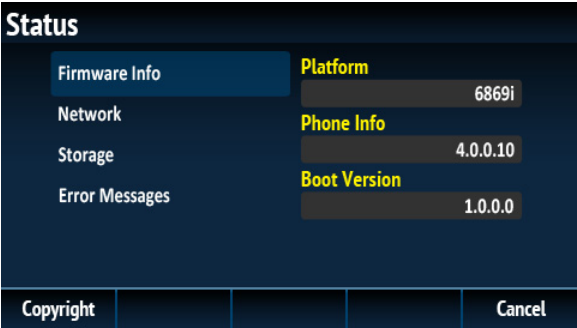 Status
Firmware Info
Network
Storage
Error Messages
Platform
6869i
Phone Info
4.0.0.10
Boot Version
1.0.0.0
Copyright
Cancel